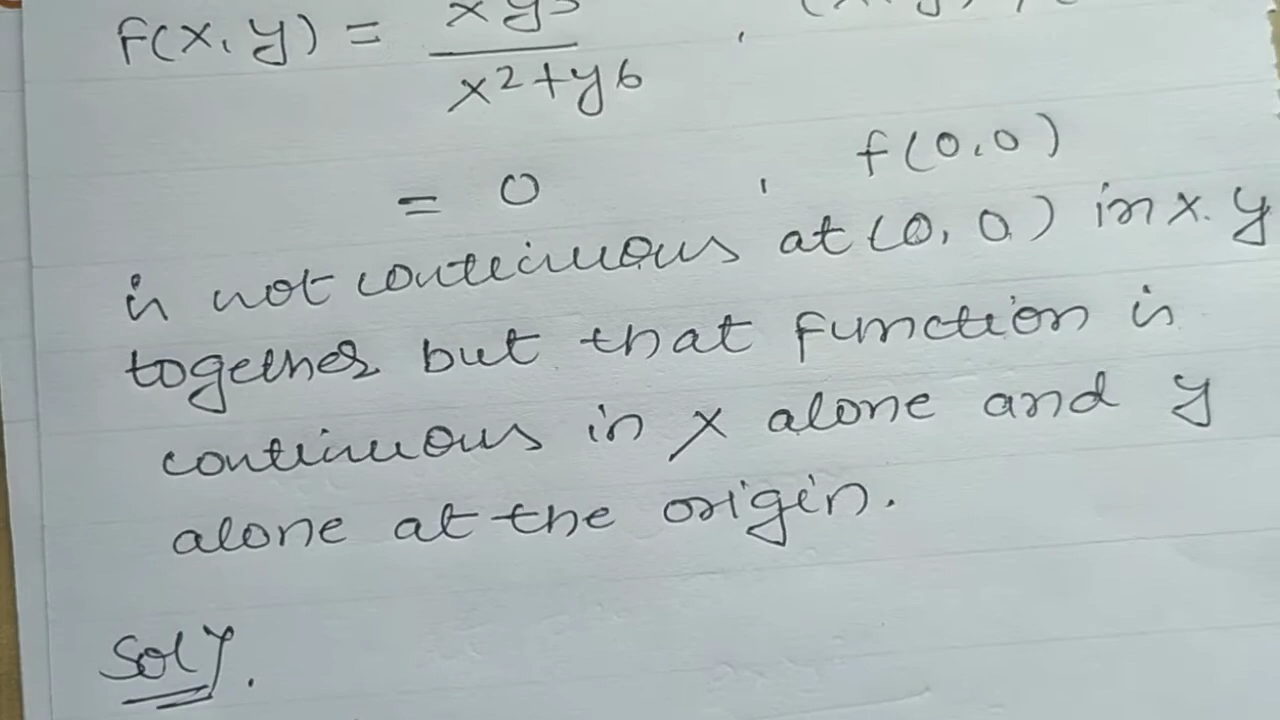 f(x, y) = xy3
x2+y6
= 0 , f(0,0)
is not continuous at (0, 0) in x. y
together but that function is
continuous in x alone and y
alone at the origin.
Sol).